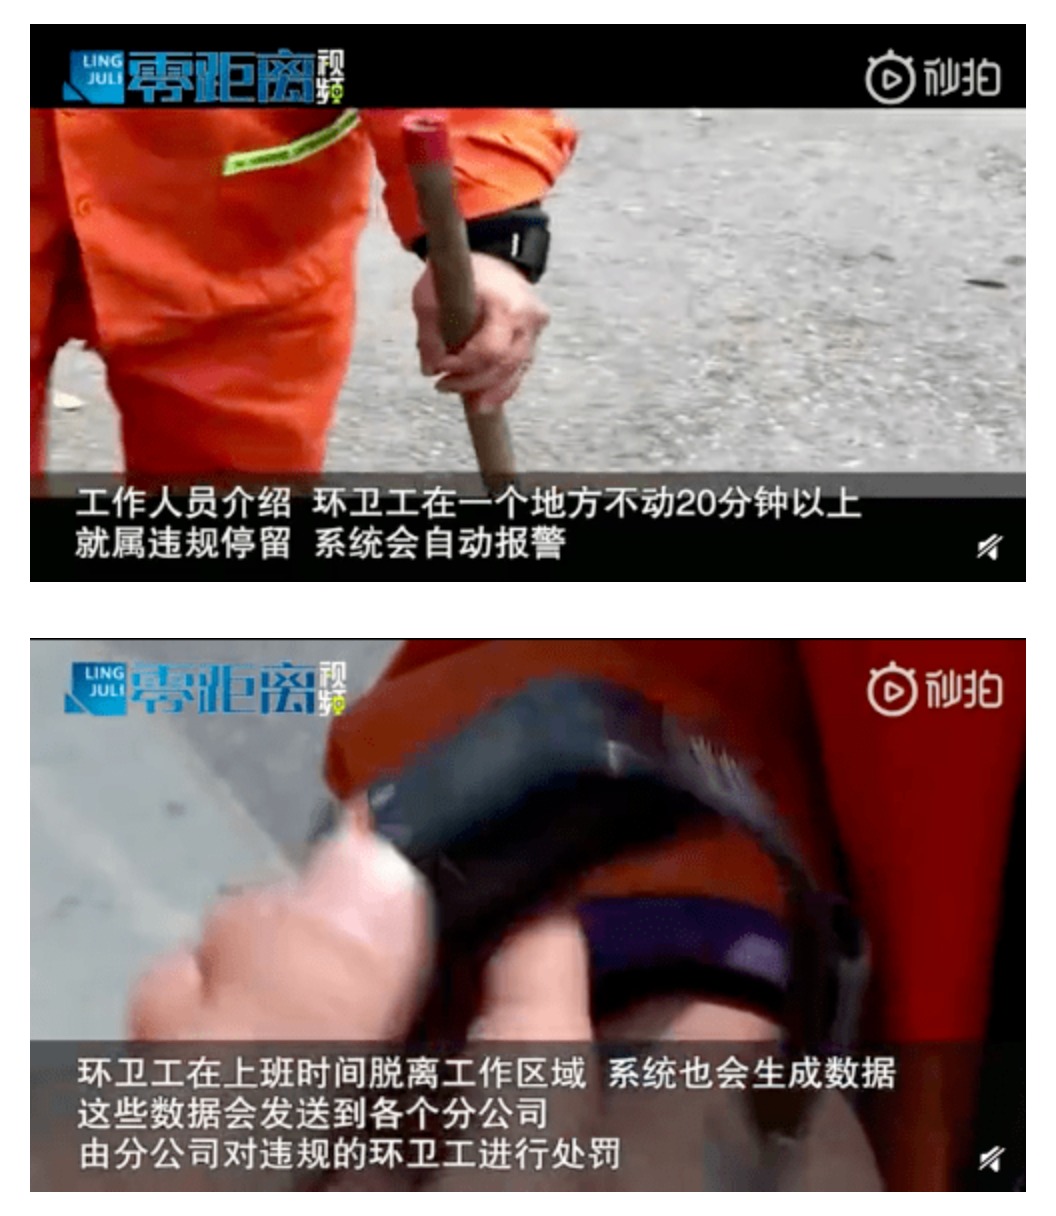 LING
JULI
零距离
视频
秒拍
工作人员介绍 环卫工在一个地方不动20分钟以上
就属违规停留 系统会自动报警
LING
JULI
零距离
视频
秒拍
环卫工在上班时间脱离工作区域 系统也会生成数据
这些数据会发送到各个分公司
由分公司对违规的环卫工进行处罚